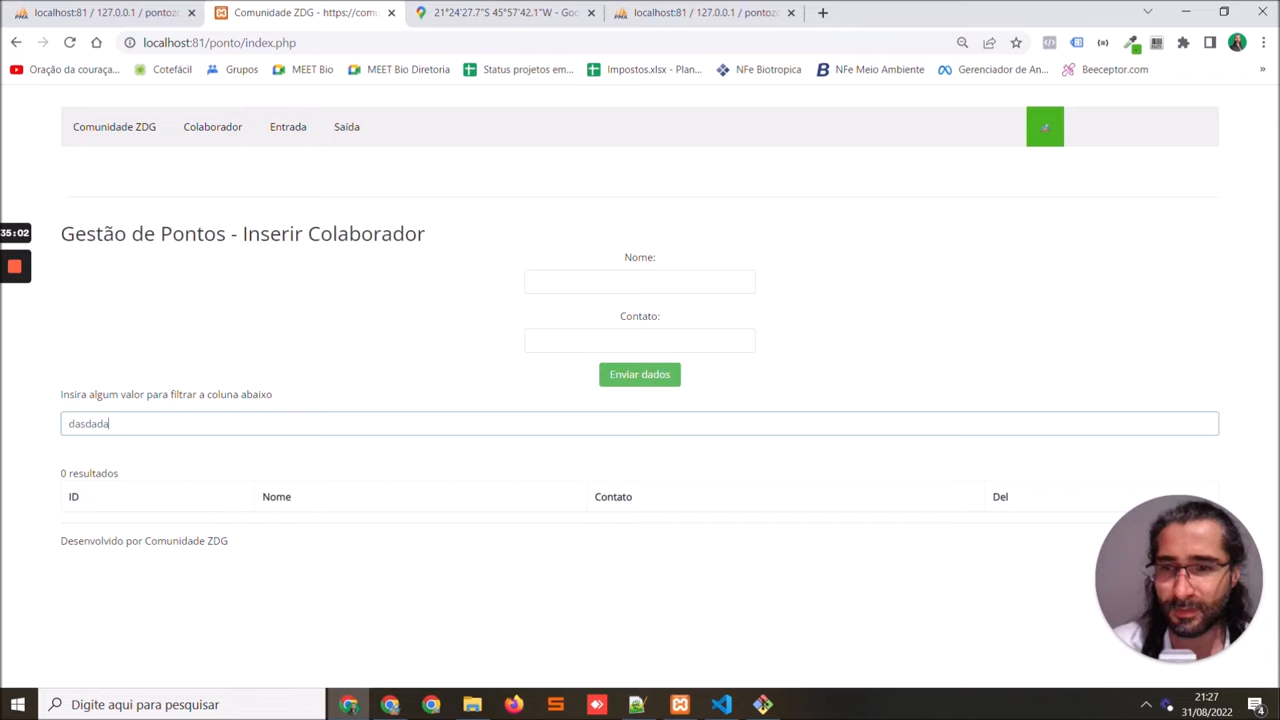 localhost:81 / 127.0.0.1 / pontoz
Comunidade ZDG - https://comu
21°24'27.7"S 45°57'42.1"W - Goo
localhost:81 / 127.0.0.1 / pontoz
localhost:81/ponto/index.php
Oração da couraça...
Cotefácil
Grupos
MEET Bio
MEET Bio Diretoria
Status projetos em...
Impostos.xlsx - Plan...
NFe Biotropica
NFe Meio Ambiente
Gerenciador de An...
Beeceptor.com
»
Comunidade ZDG
Colaborador
Entrada
Saída
35:02
Gestão de Pontos - Inserir Colaborador
Nome:
Contato:
Enviar dados
Insira algum valor para filtrar a coluna abaixo
dasdada
0 resultados
ID Nome Contato Del
Desenvolvido por Comunidade ZDG
Digite aqui para pesquisar
21:27
31/08/2022
4